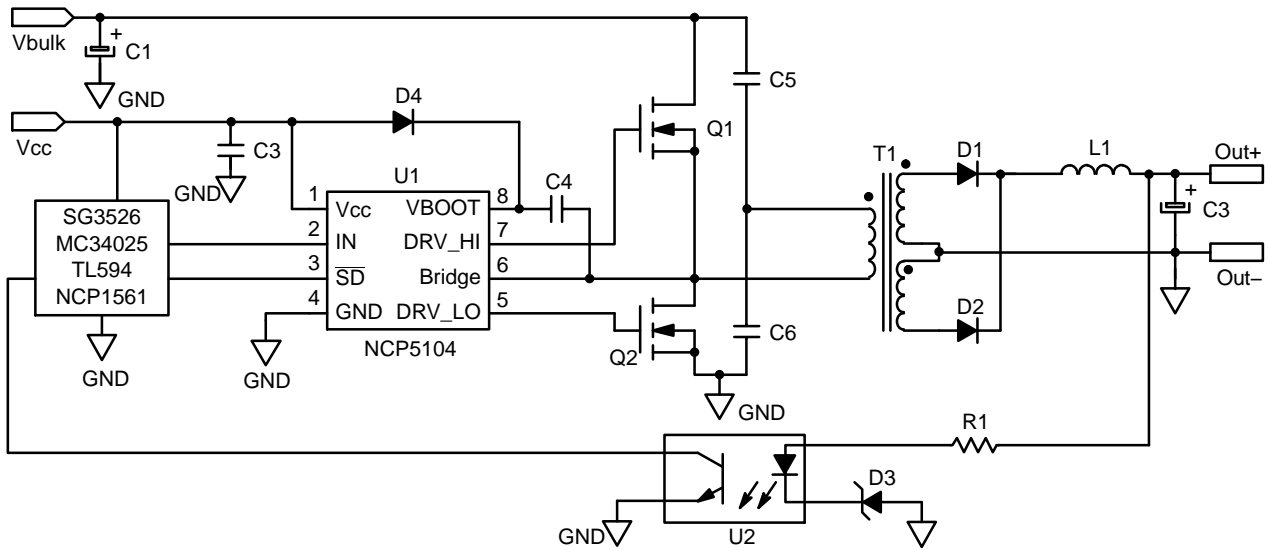 Vbulk
+
C1
GND
Vcc
D4
C3
GND
C5
Q1
U1
C4
T1
D1
L1
Out+
+
C3
Out–
SG3526
MC34025
TL594
NCP1561
GND
1 Vcc VBOOT 8
2 IN DRV_HI 7
3 SD Bridge 6
4 GND DRV_LO 5
NCP5104
GND
Q2
C6
D2
GND
R1
D3
GND
U2